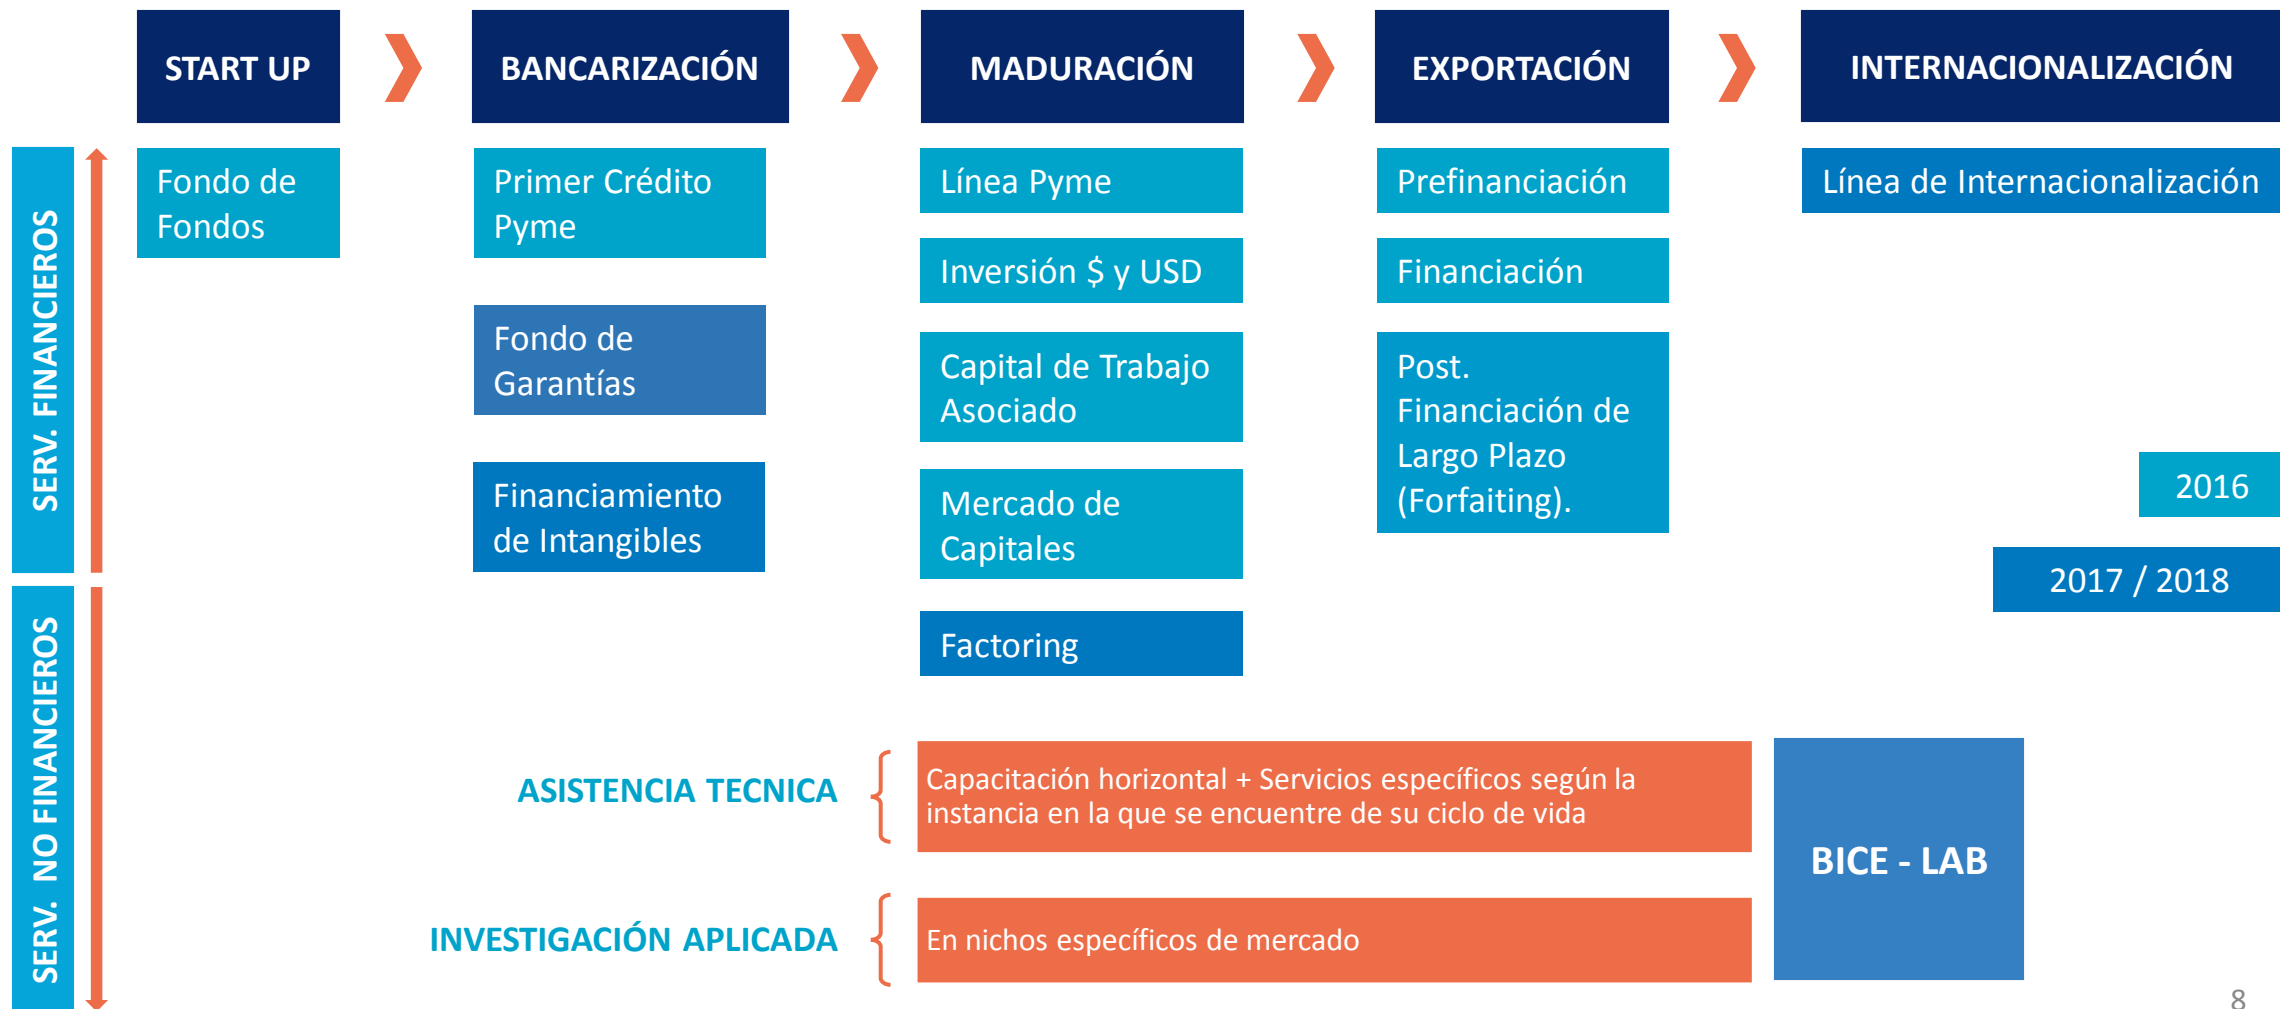 START UP
BANCARIZACIÓN
MADURACIÓN
EXPORTACIÓN
INTERNACIONALIZACIÓN
SERV. FINANCIEROS
Fondo de
Fondos
Primer Crédito
Pyme
Fondo de
Garantías
Financiamiento
de Intangibles
Línea Pyme
Inversión $ y USD
Capital de Trabajo
Asociado
Mercado de
Capitales
Factoring
Prefinanciación
Financiación
Post.
Financiación de
Largo Plazo
(Forfaiting).
Línea de Internacionalización
2016
2017 / 2018
SERV. NO FINANCIEROS
ASISTENCIA TECNICA
Capacitación horizontal + Servicios específicos según la
instancia en la que se encuentre de su ciclo de vida
INVESTIGACIÓN APLICADA
En nichos específicos de mercado
BICE - LAB
8